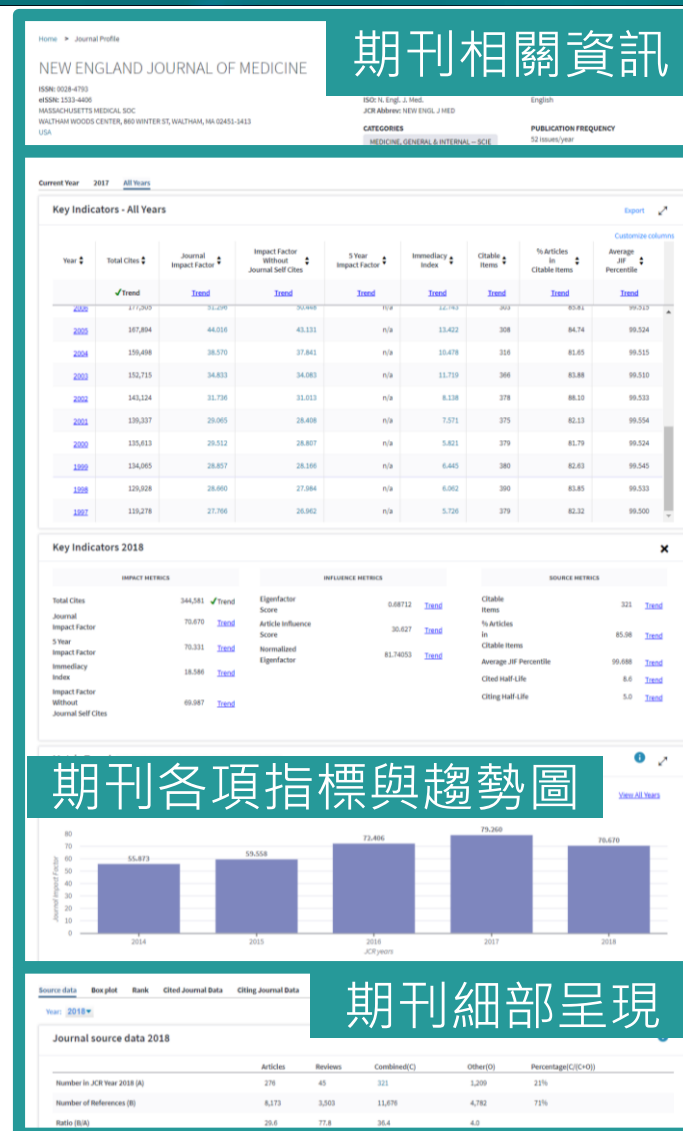 Home > Journal Profile
期刊相關資訊
NEW ENGLAND JOURNAL OF MEDICINE
ISSN: 0028-4793
eISSN: 1533-4406
MASSACHUSETTS MEDICAL SOC
WALTHAM WOODS CENTER, 860 WINTER ST, WALTHAM, MA 02451-1413
USA
ISO: N. Engl. J. Med.
JCR Abbrev: NEW ENGL J MED
CATEGORIES
MEDICINE, GENERAL & INTERNAL -- SCIE
English
PUBLICATION FREQUENCY
52 issues/year
Current Year 2017 All Years
Key Indicators - All Years Export
Customize columns
Year Total Cites Journal Impact Factor Impact Factor Without Journal Self Cites 5 Year Impact Factor Immediacy Index Citable Items % Articles in Citable Items Average JIF Percentile
Trend Trend Trend Trend Trend Trend Trend Trend
2006 177,505 51.296 50.448 n/a 12.743 303 85.81 99.515
2005 167,894 44.016 43.131 n/a 13.422 308 84.74 99.524
2004 159,498 38.570 37.841 n/a 10.478 316 81.65 99.515
2003 152,715 34.833 34.083 n/a 11.719 366 83.88 99.510
2002 143,124 31.736 31.013 n/a 8.138 378 88.10 99.533
2001 139,337 29.065 28.408 n/a 7.571 375 82.13 99.554
2000 135,613 29.512 28.807 n/a 5.821 379 81.79 99.524
1999 134,065 28.857 28.166 n/a 6.445 380 82.63 99.545
1998 129,928 28.660 27.984 n/a 6.062 390 83.85 99.533
1997 119,278 27.766 26.962 n/a 5.726 379 82.32 99.500
Key Indicators 2018
IMPACT METRICS INFLUENCE METRICS SOURCE METRICS
Total Cites 344,581 Trend
Journal Impact Factor 70.670 Trend
5 Year Impact Factor 70.331 Trend
Immediacy Index 18.586 Trend
Impact Factor Without Journal Self Cites 69.987 Trend
Eigenfactor Score 0.68712 Trend
Article Influence Score 30.627 Trend
Normalized Eigenfactor 81.74053 Trend
Citable Items 321 Trend
% Articles in Citable Items 85.98 Trend
Average JIF Percentile 99.688 Trend
Cited Half-Life 8.6 Trend
Citing Half-Life 5.0 Trend
期刊各項指標與趨勢圖
View All Years
Journal Impact Factor
80
70
60
50
40
30
20
10
0
55.873 59.558 72.406 79.260 70.670
2014 2015 2016 2017 2018
JCR years
Source data Box plot Rank Cited Journal Data Citing Journal Data
期刊細部呈現
Year: 2018
Journal source data 2018
Articles Reviews Combined(C) Other(O) Percentage(C/(C+O))
Number in JCR Year 2018 (A) 276 45 321 1,209 21%
Number of References (B) 8,173 3,503 11,676 4,782 71%
Ratio (B/A) 29.6 77.8 36.4 4.0